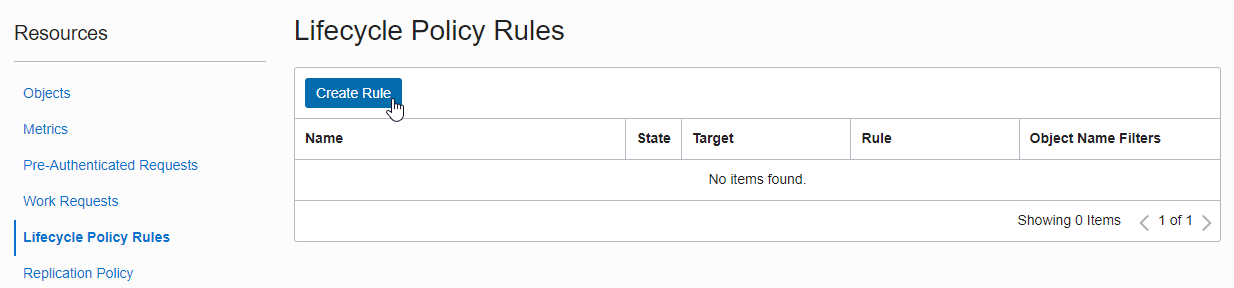 Resources
Objects
Metrics
Pre-Authenticated Requests
Work Requests
Lifecycle Policy Rules
Replication Policy
Lifecycle Policy Rules
Create Rule
Name State Target Rule Object Name Filters
No items found.
Showing 0 Items 1 of 1